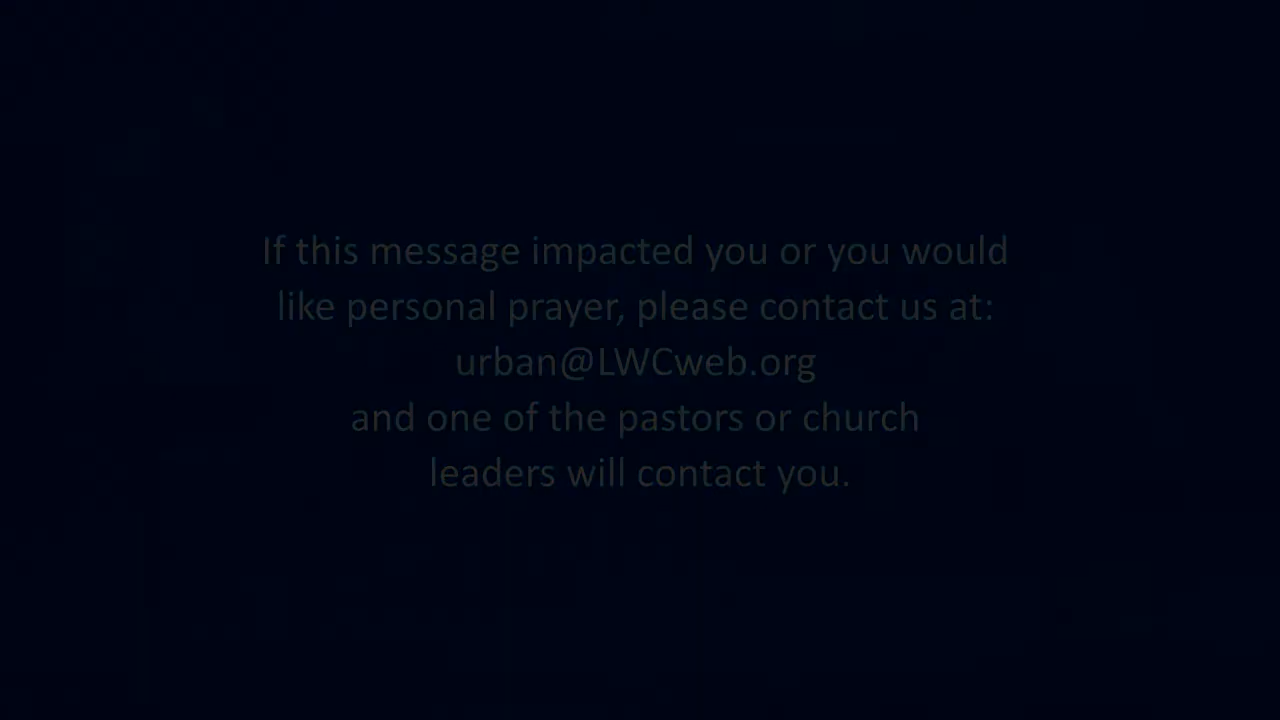 If this message impacted you or you would
like personal prayer, please contact us at:
urban@LWCweb.org
and one of the pastors or church
leaders will contact you.